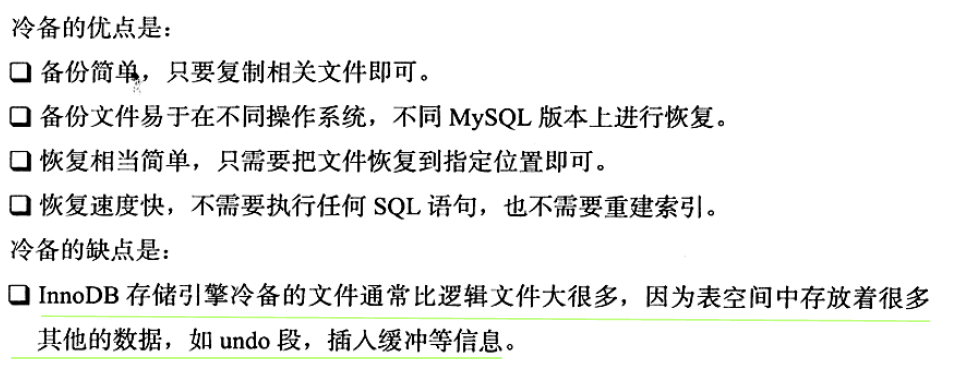 冷备的优点是：
❏ 备份简单，只要复制相关文件即可。
❏ 备份文件易于在不同操作系统，不同 MySQL 版本上进行恢复。
❏ 恢复相当简单，只需要把文件恢复到指定位置即可。
❏ 恢复速度快，不需要执行任何 SQL 语句，也不需要重建索引。
冷备的缺点是：
❏ InnoDB 存储引擎冷备的文件通常比逻辑文件大很多，因为表空间中存放着很多
其他的数据，如 undo 段，插入缓冲等信息。